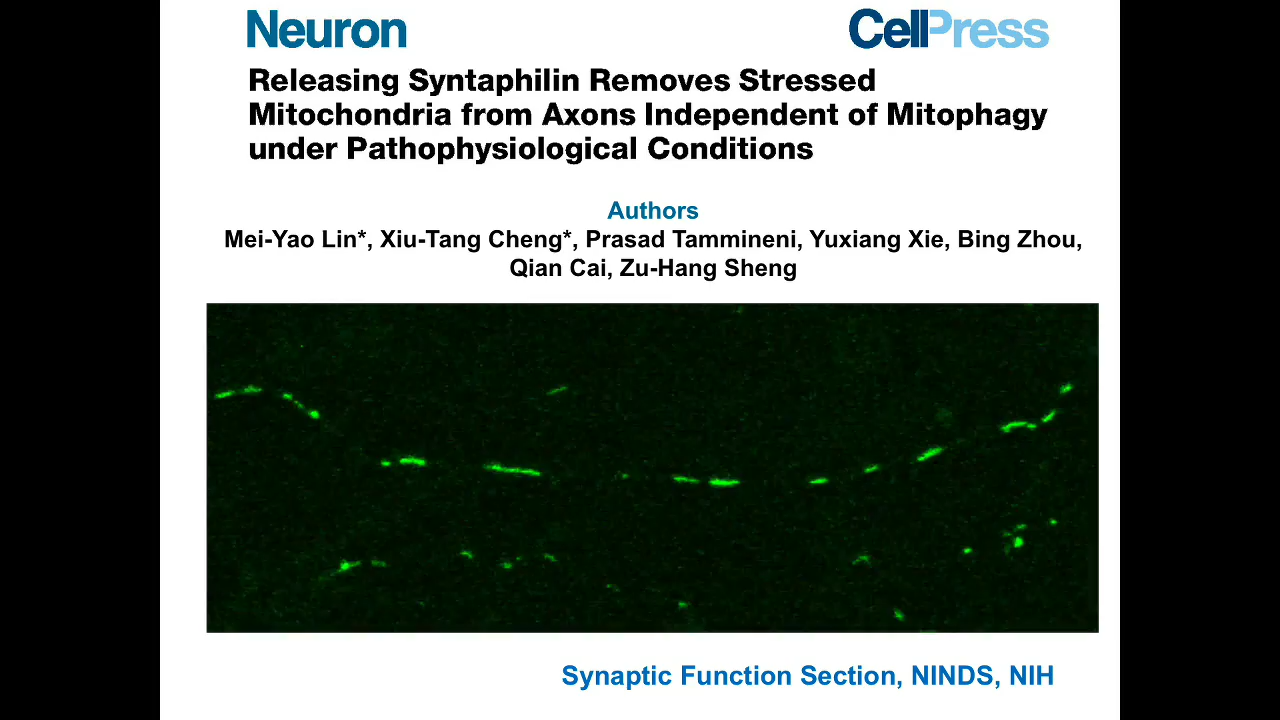 Neuron
CellPress
Releasing Syntaphilin Removes Stressed
Mitochondria from Axons Independent of Mitophagy
under Pathophysiological Conditions
Authors
Mei-Yao Lin*, Xiu-Tang Cheng*, Prasad Tammineni, Yuxiang Xie, Bing Zhou,
Qian Cai, Zu-Hang Sheng
Synaptic Function Section, NINDS, NIH